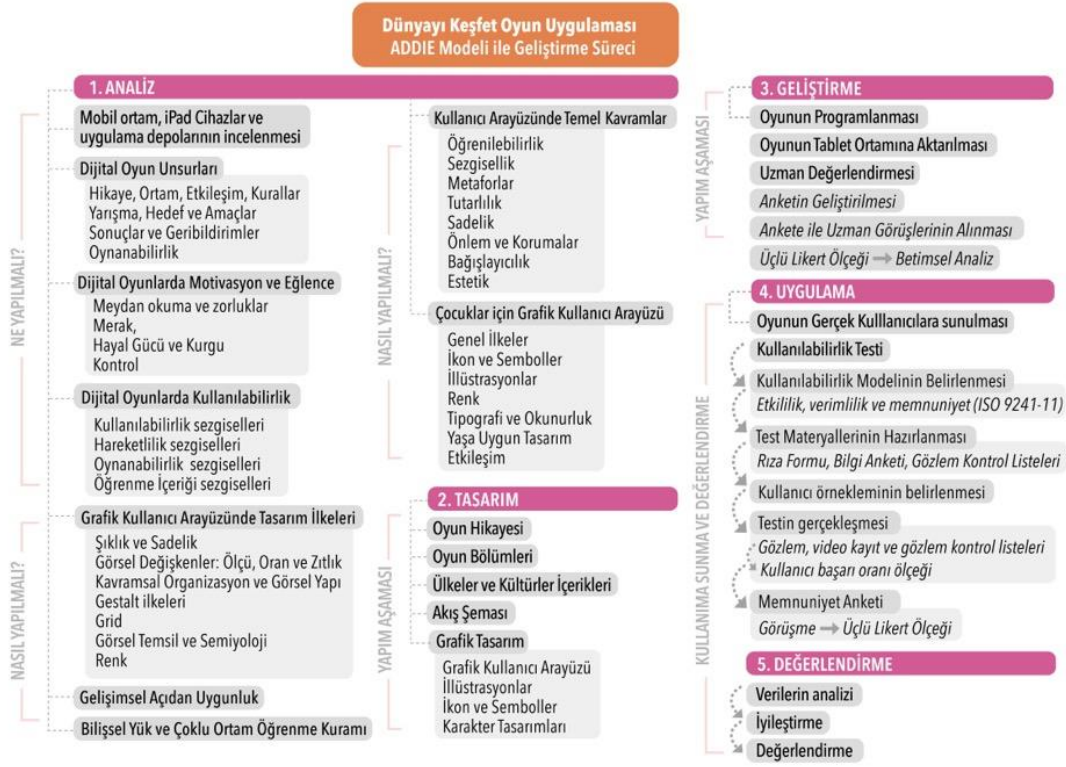 Dünyayı Keşfet Oyun Uygulaması
ADDIE Modeli ile Geliştirme Süreci
1. ANALİZ
NE YAPILMALI?
Mobil ortam, iPad Cihazlar ve
uygulama depolarının incelenmesi
Dijital Oyun Unsurları
Hikaye, Ortam, Etkileşim, Kurallar
Yarışma, Hedef ve Amaçlar
Sonuçlar ve Geribildirimler
Oynanabilirlik
Dijital Oyunlarda Motivasyon ve Eğlence
Meydan okuma ve zorluklar
Merak,
Hayal Gücü ve Kurgu
Kontrol
Dijital Oyunlarda Kullanılabilirlik
Kullanılabilirlik sezgiselleri
Hareketlilik sezgiselleri
Oynanabilirlik sezgiselleri
Öğrenme İçeriği sezgiselleri
NASIL YAPILMALI?
Grafik Kullanıcı Arayüzünde Tasarım İlkeleri
Şıklık ve Sadelik
Görsel Değişkenler: Ölçü, Oran ve Zıtlık
Kavramsal Organizasyon ve Görsel Yapı
Gestalt ilkeleri
Grid
Görsel Temsil ve Semiyoloji
Renk
Gelişimsel Açıdan Uygunluk
Bilişsel Yük ve Çoklu Ortam Öğrenme Kuramı
NASIL YAPILMALI?
Kullanıcı Arayüzünde Temel Kavramlar
Öğrenilebilirlik
Sezgisellik
Metaforlar
Tutarlılık
Sadelik
Önlem ve Korumalar
Bağışlayıcılık
Estetik
Çocuklar için Grafik Kullanıcı Arayüzü
Genel İlkeler
İkon ve Semboller
İllüstrasyonlar
Renk
Tipografi ve Okunurluk
Yaşa Uygun Tasarım
Etkileşim
2. TASARIM
YAPIM AŞAMASI
Oyun Hikayesi
Oyun Bölümleri
Ülkeler ve Kültürler İçerikleri
Akış Şeması
Grafik Tasarım
Grafik Kullanıcı Arayüzü
İllüstrasyonlar
İkon ve Semboller
Karakter Tasarımları
3. GELİŞTİRME
YAPIM AŞAMASI
Oyunun Programlanması
Oyunun Tablet Ortamına Aktarılması
Uzman Değerlendirmesi
Anketin Geliştirilmesi
Ankete ile Uzman Görüşlerinin Alınması
Üçlü Likert Ölçeği → Betimsel Analiz
4. UYGULAMA
KULLANIMA SUNMA VE DEĞERLENDİRME
Oyunun Gerçek Kulllanıcılara sunulması
Kullanılabilirlik Testi
Kullanılabilirlik Modelinin Belirlenmesi
Etkililik, verimlilik ve memnuniyet (ISO 9241-11)
Test Materyallerinin Hazırlanması
Rıza Formu, Bilgi Anketi, Gözlem Kontrol Listeleri
Kullanıcı örnekleminin belirlenmesi
Testin gerçekleşmesi
Gözlem, video kayıt ve gözlem kontrol listeleri
Kullanıcı başarı oranı ölçeği
Memnuniyet Anketi
Görüşme → Üçlü Likert Ölçeği
5. DEĞERLENDİRME
Verilerin analizi
İyileştirme
Değerlendirme